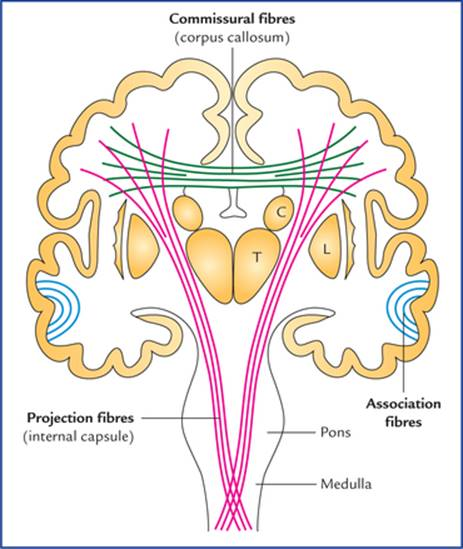 Commissural fibres
(corpus callosum)
C
T
L
Projection fibres
(internal capsule)
Association
fibres
Pons
Medulla